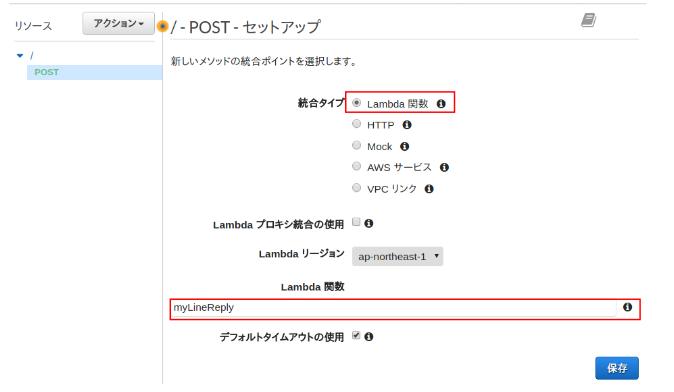 リソース
アクション
/ - POST - セットアップ
/
POST
新しいメソッドの統合ポイントを選択します。
統合タイプ
Lambda 関数
HTTP
Mock
AWS サービス
VPC リンク
Lambda プロキシ統合の使用
Lambda リージョン
ap-northeast-1
Lambda 関数
myLineReply
デフォルトタイムアウトの使用
保存